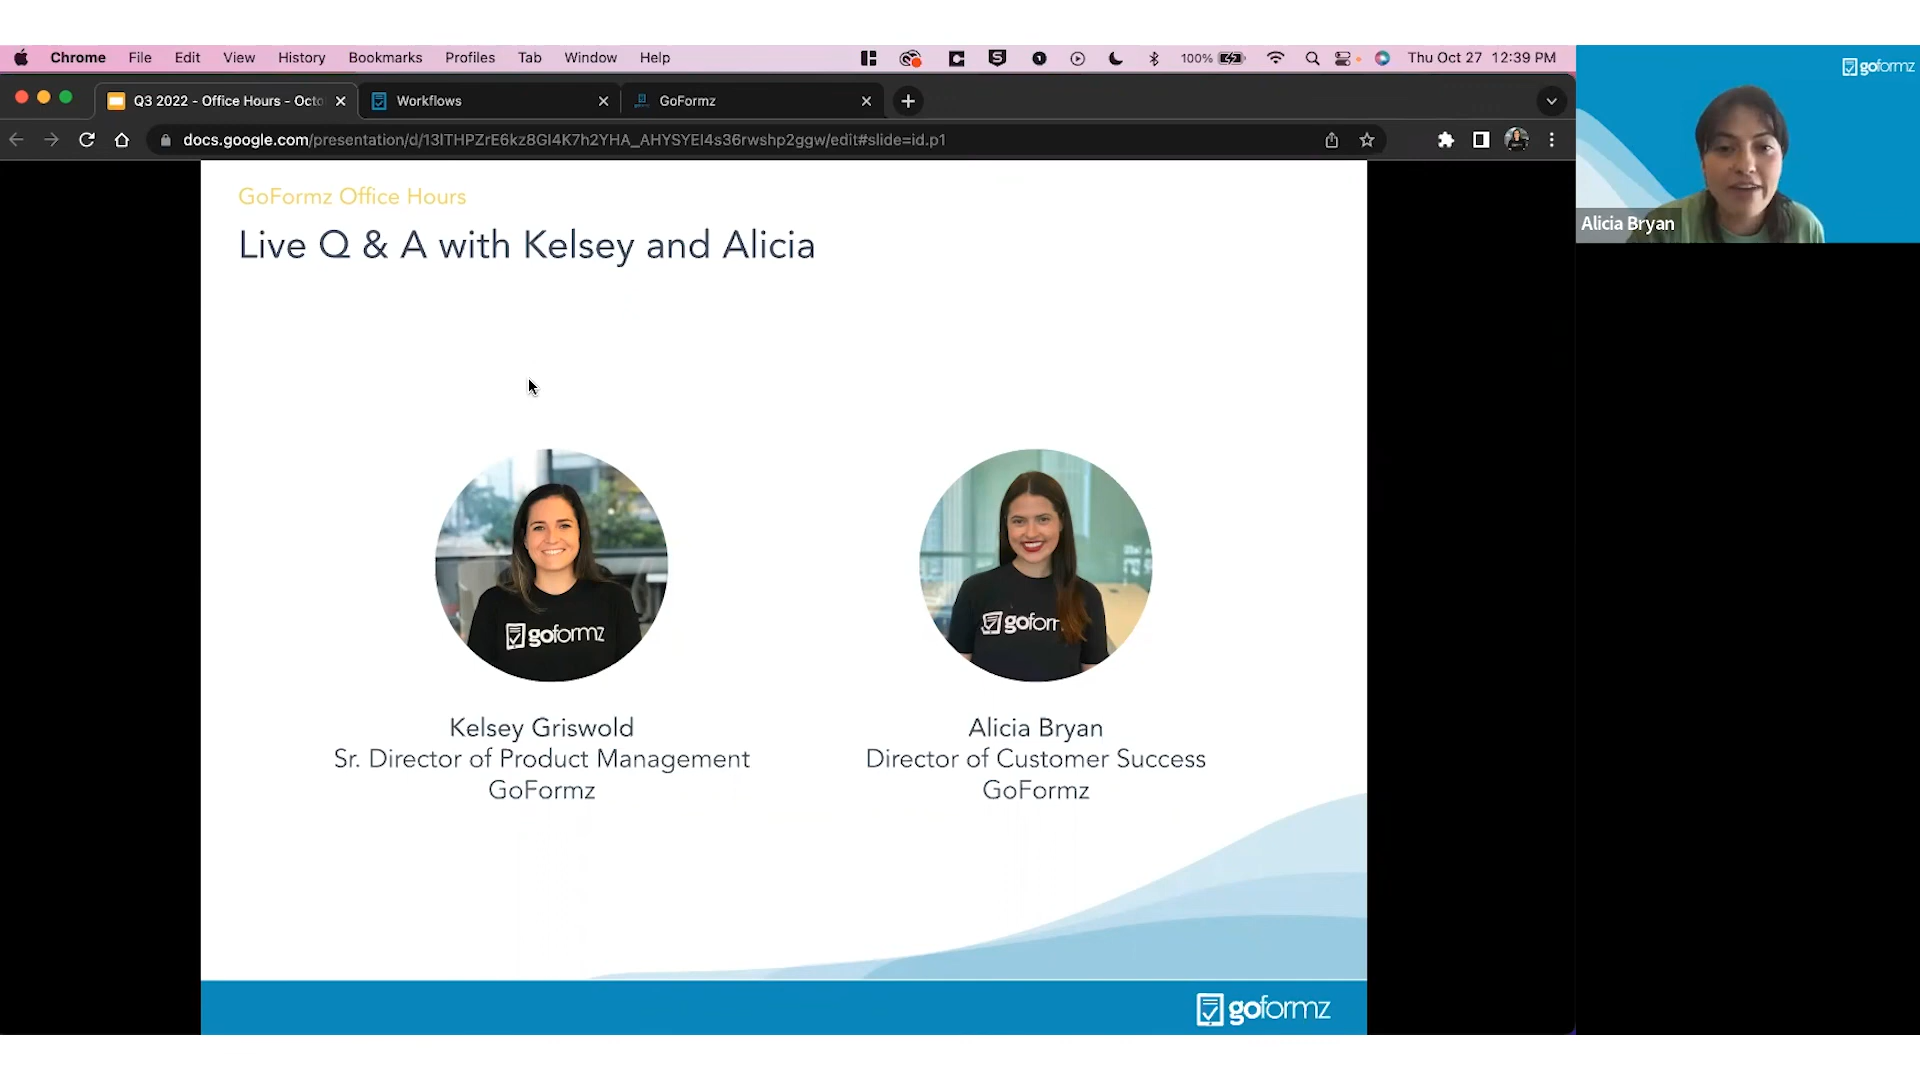 Chrome File Edit View History Bookmarks Profiles Tab Window Help 100% Thu Oct 27 12:39 PM
goformz
Q3 2022 - Office Hours - Octo
Workflows
GoFormz
docs.google.com/presentation/d/13lTHPZrE6kz8GI4K7h2YHA_AHYSYEI4s36rwshp2ggw/edit#slide=id.p1
Alicia Bryan
GoFormz Office Hours
Live Q & A with Kelsey and Alicia
goformz
goform
Kelsey Griswold
Sr. Director of Product Management
GoFormz
Alicia Bryan
Director of Customer Success
GoFormz
goformz